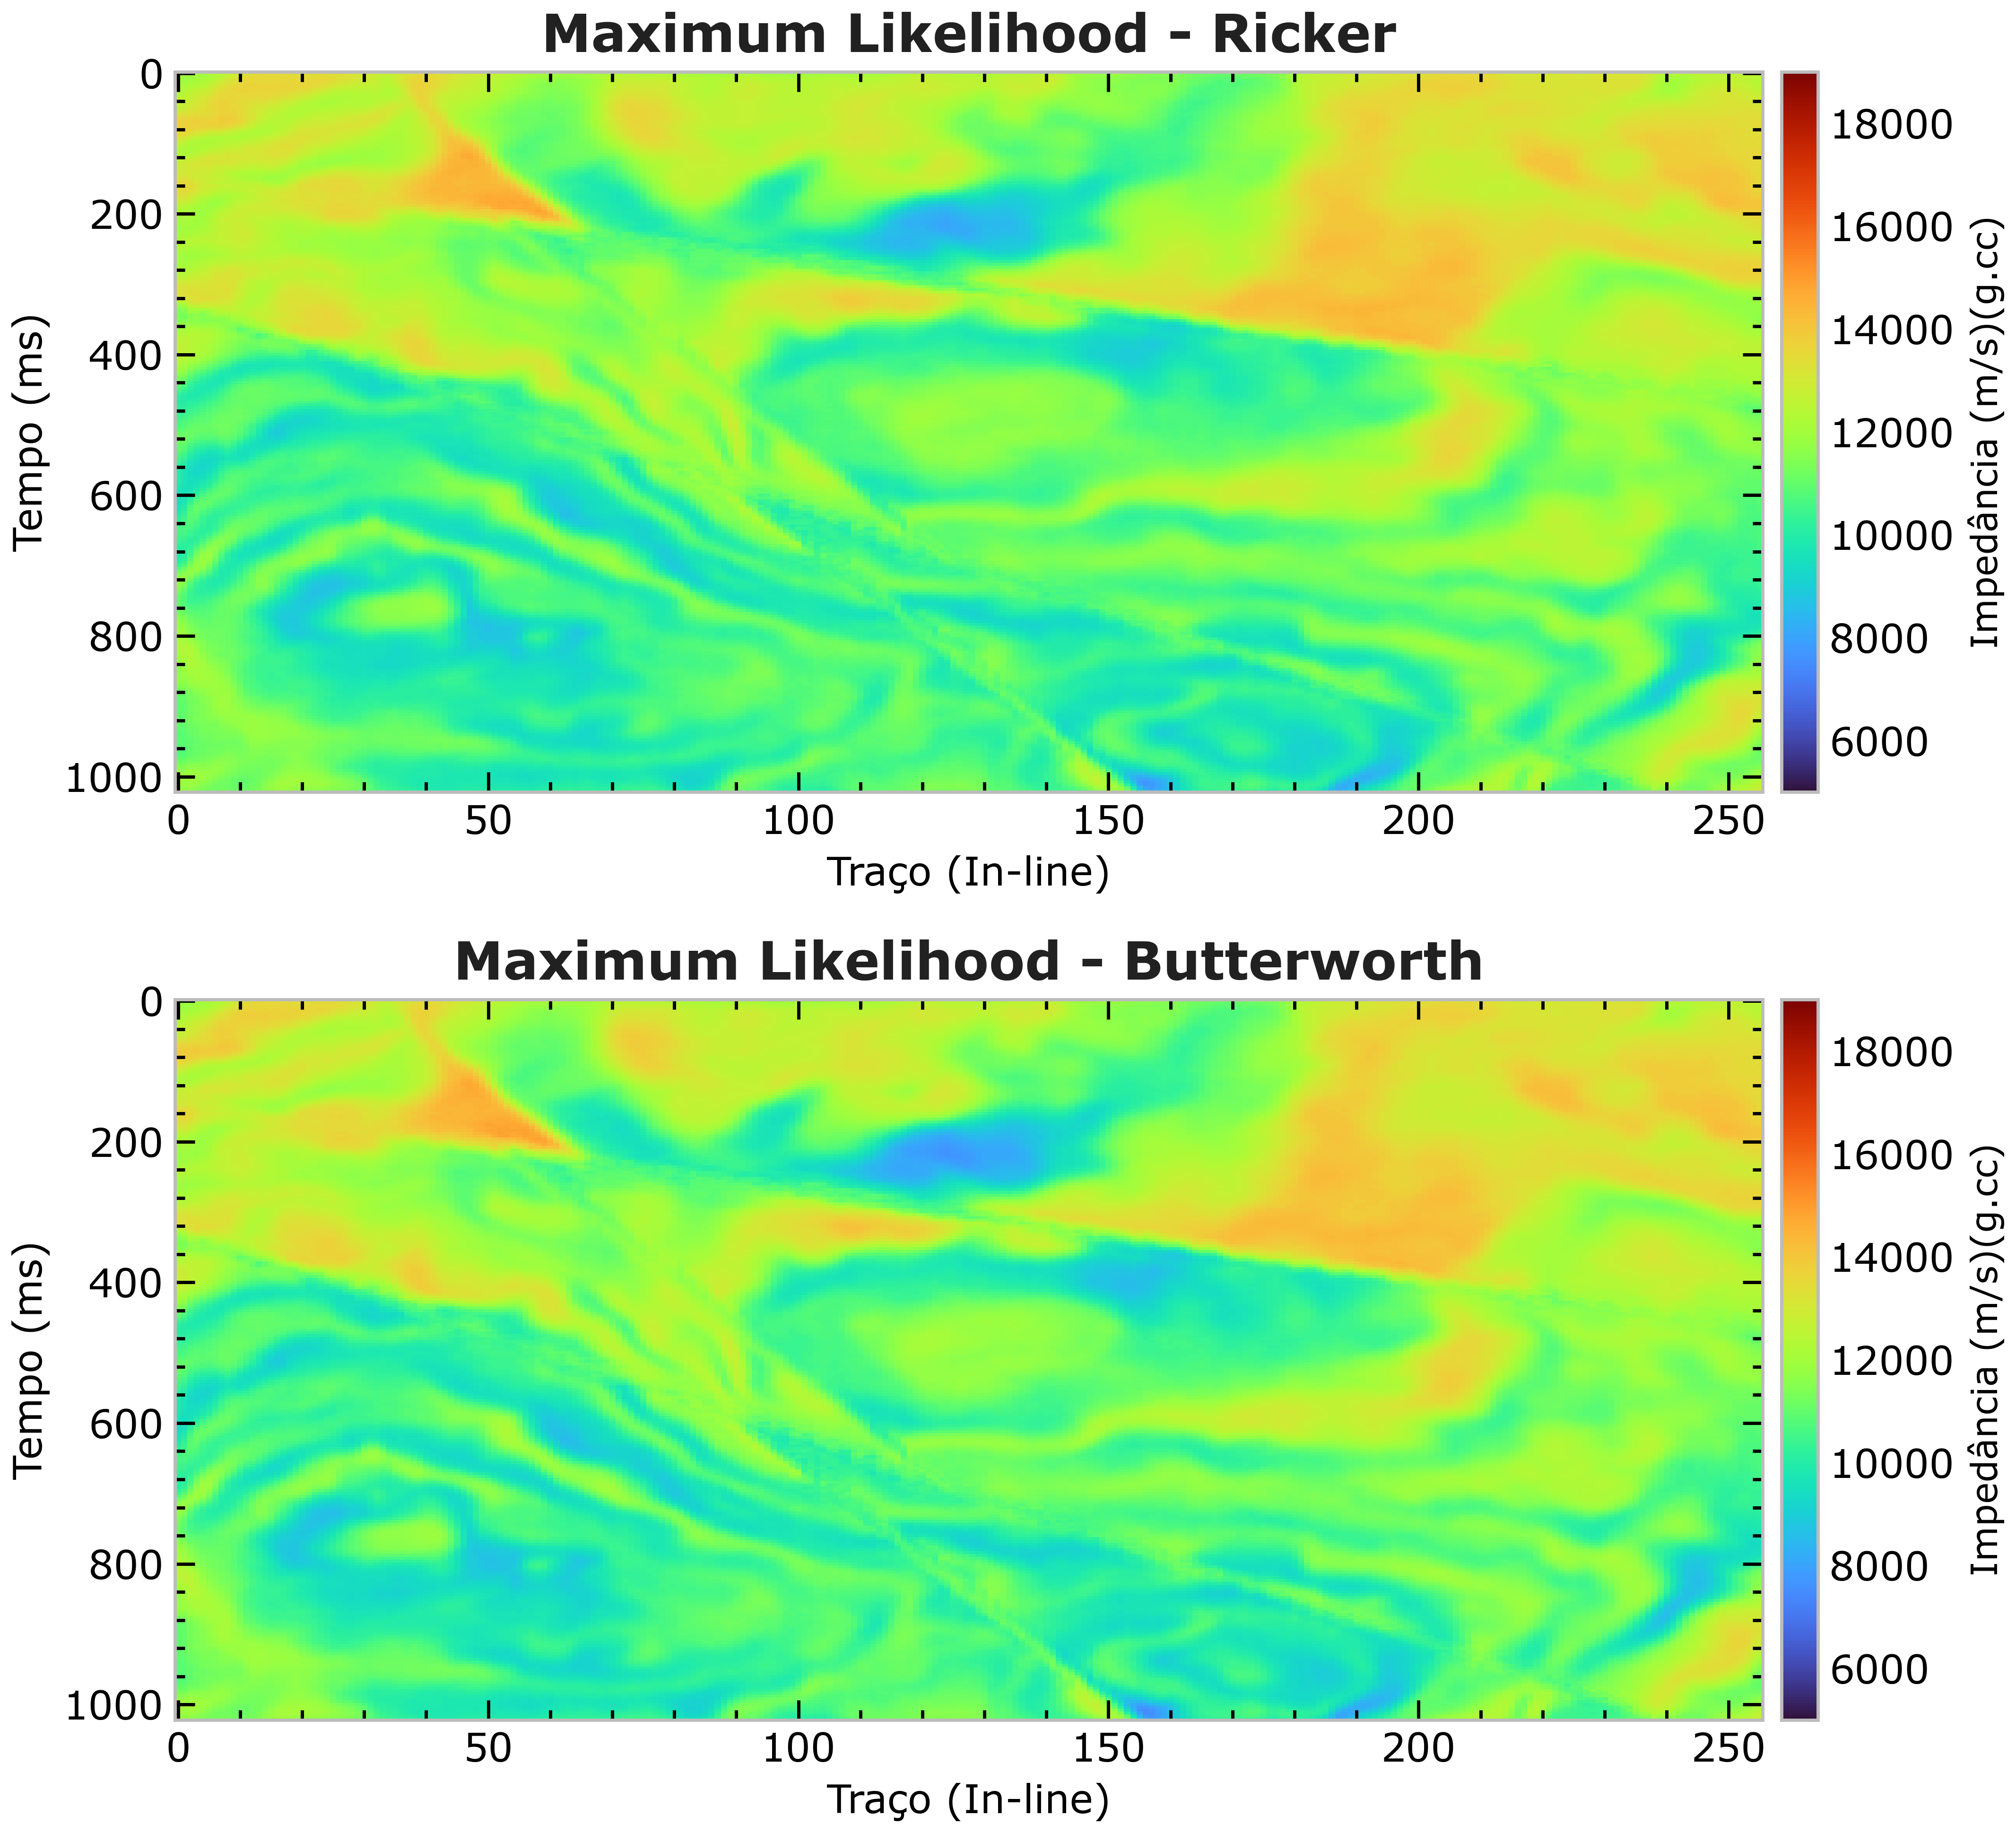 Maximum Likelihood - Ricker
0
200
400
600
800
1000
Tempo (ms)
0 50 100 150 200 250
Traço (In-line)
18000
16000
14000
12000
10000
8000
6000
Impedância (m/s)(g.cc)
Maximum Likelihood - Butterworth
0
200
400
600
800
1000
Tempo (ms)
0 50 100 150 200 250
Traço (In-line)
18000
16000
14000
12000
10000
8000
6000
Impedância (m/s)(g.cc)